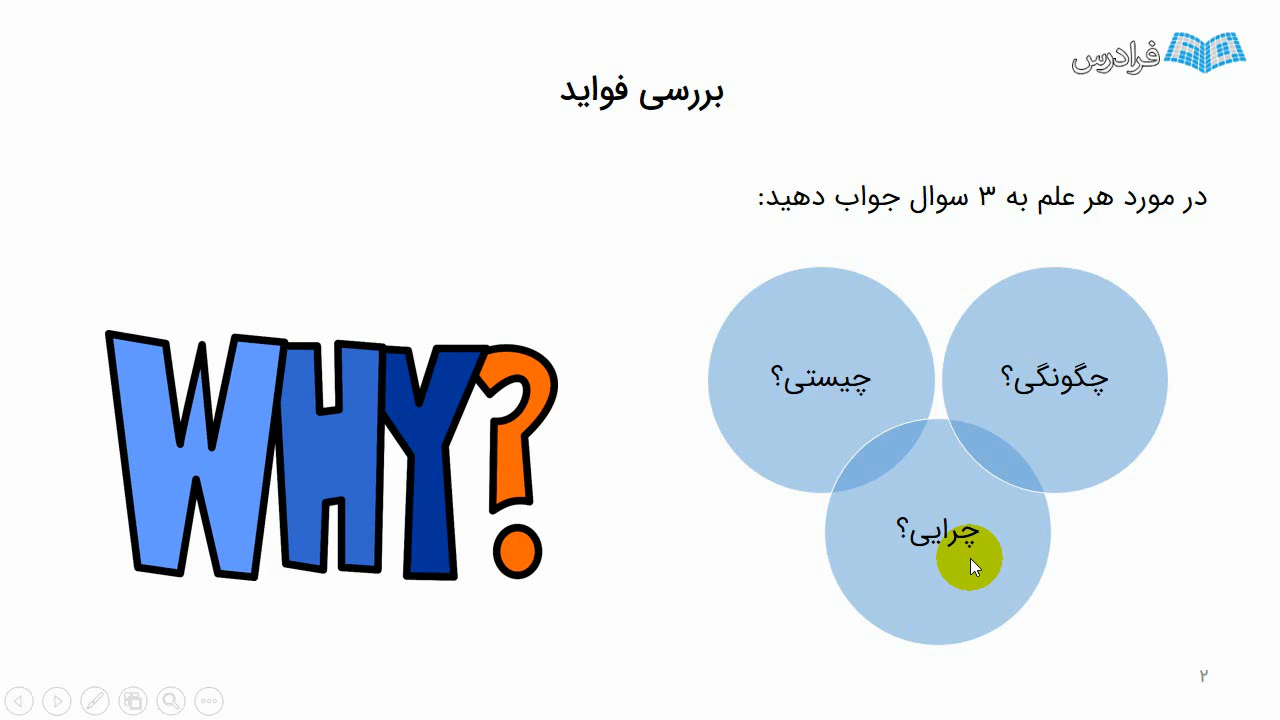 فرادرس
بررسی فواید
در مورد هر علم به ۳ سوال جواب دهید:
چگونگی؟
چیستی؟
چرایی؟
WHY?
۲